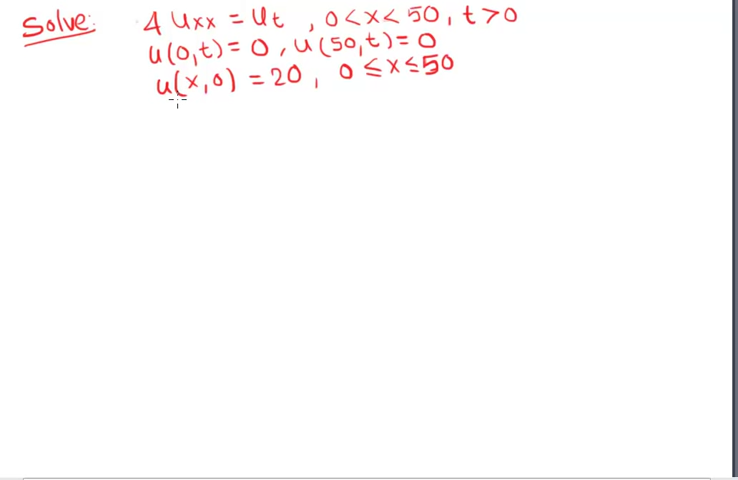 Solve: 4 Uxx = Ut , 0<x<50, t>0
u(0,t)=0, u(50,t)=0
u(x,0) =20, 0≤x≤50